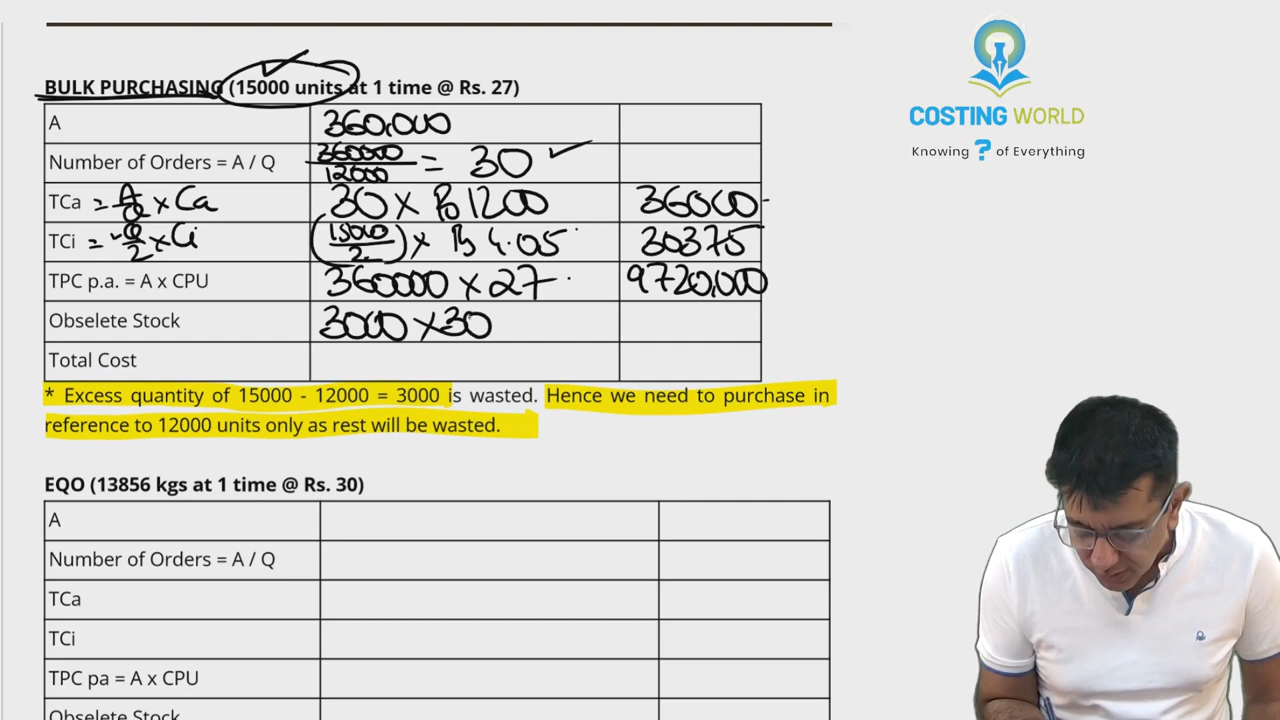 COSTING WORLD
Knowing ? of Everything
BULK PURCHASING (15000 units at 1 time @ Rs. 27)
A 360,000
Number of Orders = A / Q 360000 / 12000 = 30
TCa = A/Q x Ca 30 x Rs 1200 36000
TCi = Q/2 x Ci (15000/2) x Rs 4.05 30375
TPC p.a. = A x CPU 360000 x 27 9720,000
Obselete Stock 3000 x 30
Total Cost
* Excess quantity of 15000 - 12000 = 3000 is wasted. Hence we need to purchase in
reference to 12000 units only as rest will be wasted.
EQO (13856 kgs at 1 time @ Rs. 30)
A
Number of Orders = A / Q
TCa
TCi
TPC pa = A x CPU
Obselete Stock